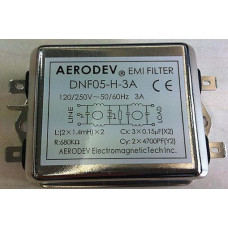 AERODEV® EMI FILTER
DNF05-H-3A
120/250V~50/60Hz 3A
CE
LINE
LOAD
L:(2×1.4mH)×2 Cx: 3×0.15μF(X2)
R:680KΩ Cy: 2×4700PF(Y2)
AERODEV ElectromagneticTech Inc.